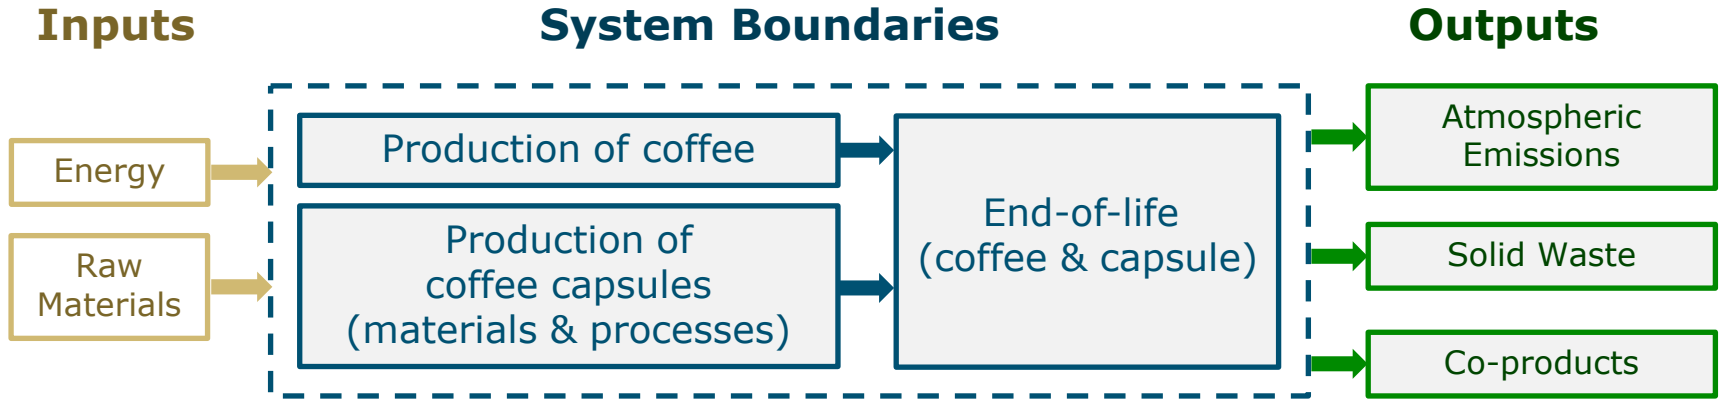 Inputs
System Boundaries
Outputs
Energy
Raw
Materials
Production of coffee
Production of
coffee capsules
(materials & processes)
End-of-life
(coffee & capsule)
Atmospheric
Emissions
Solid Waste
Co-products